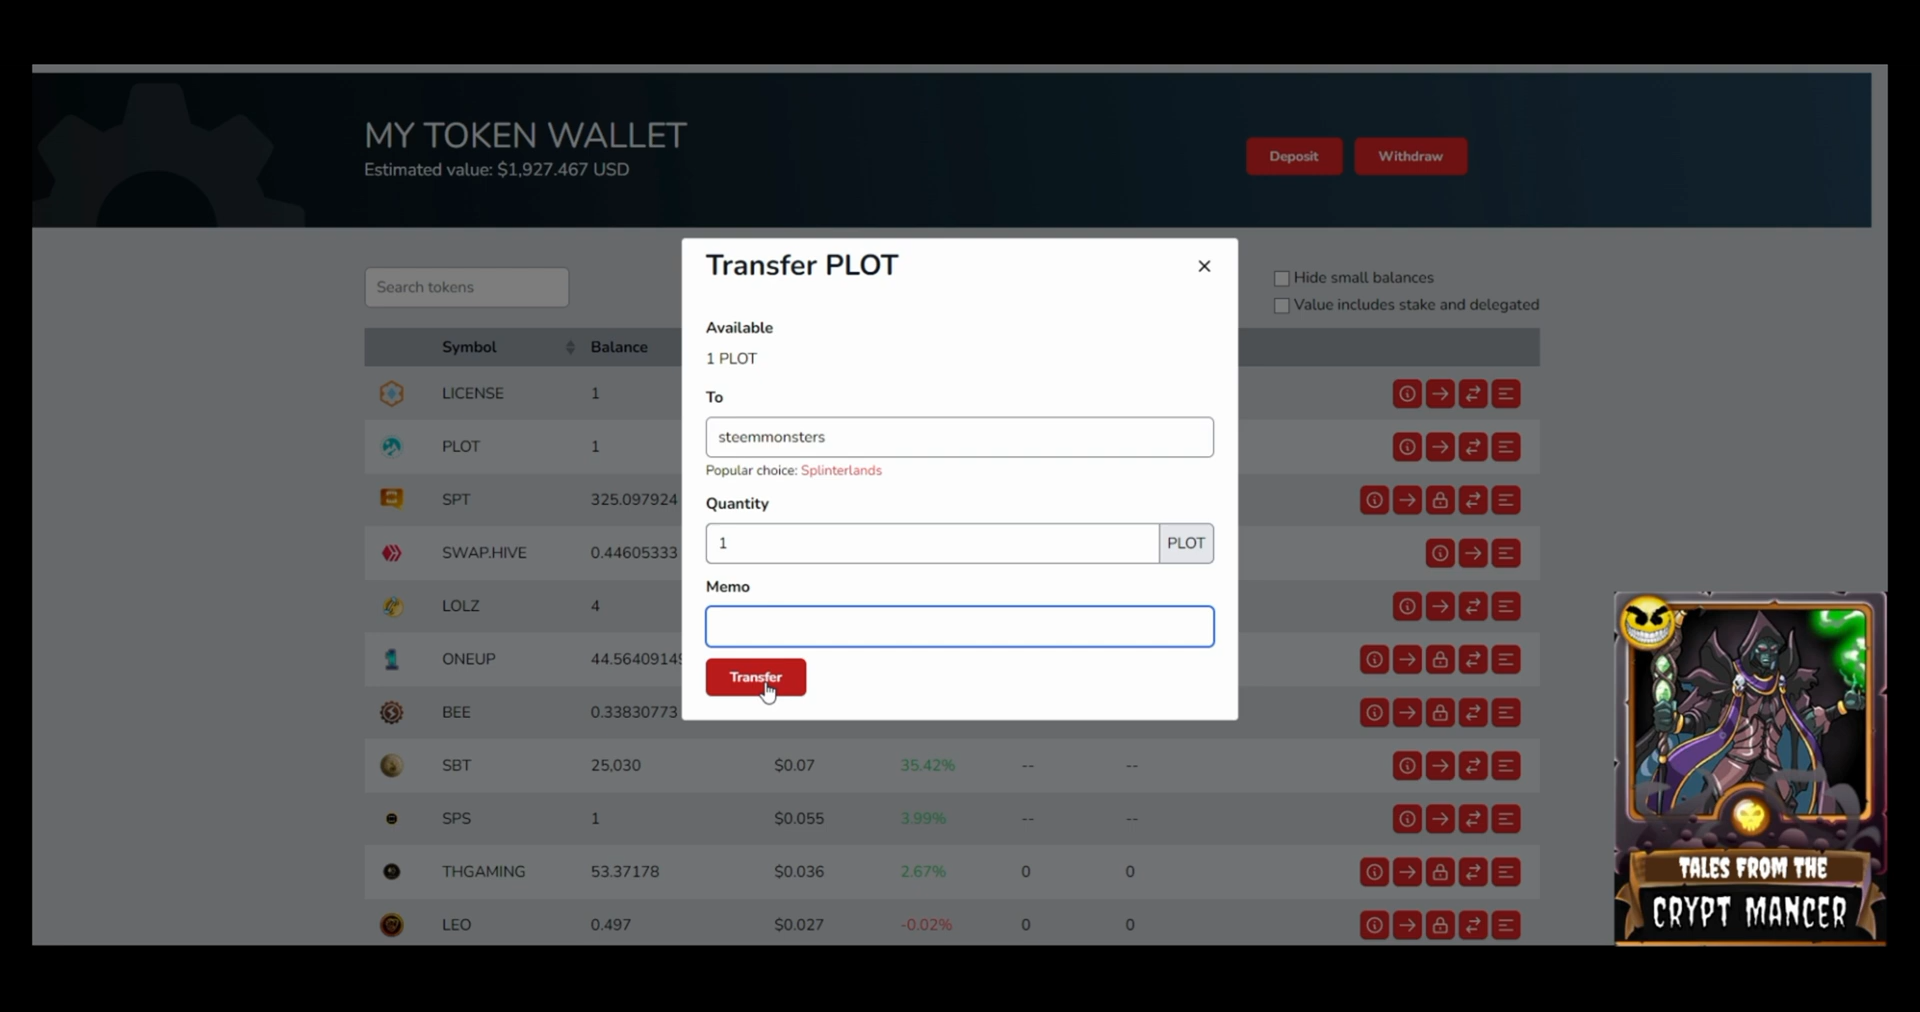 MY TOKEN WALLET
Estimated value: $1,927.467 USD
Deposit
Withdraw
Search tokens
Hide small balances
Value includes stake and delegated
Symbol Balance
LICENSE 1
PLOT 1
SPT 325.097924
SWAP.HIVE 0.44605333
LOLZ 4
ONEUP 44.5640914
BEE 0.33830773
SBT 25,030 $0.07 35.42% -- --
SPS 1 $0.055 3.99% -- --
THGAMING 53.37178 $0.036 2.67% 0 0
LEO 0.497 $0.027 -0.02% 0 0
Transfer PLOT
×
Available
1 PLOT
To
steemmonsters
Popular choice: Splinterlands
Quantity
1 PLOT
Memo
Transfer
TALES FROM THE
CRYPT MANCER